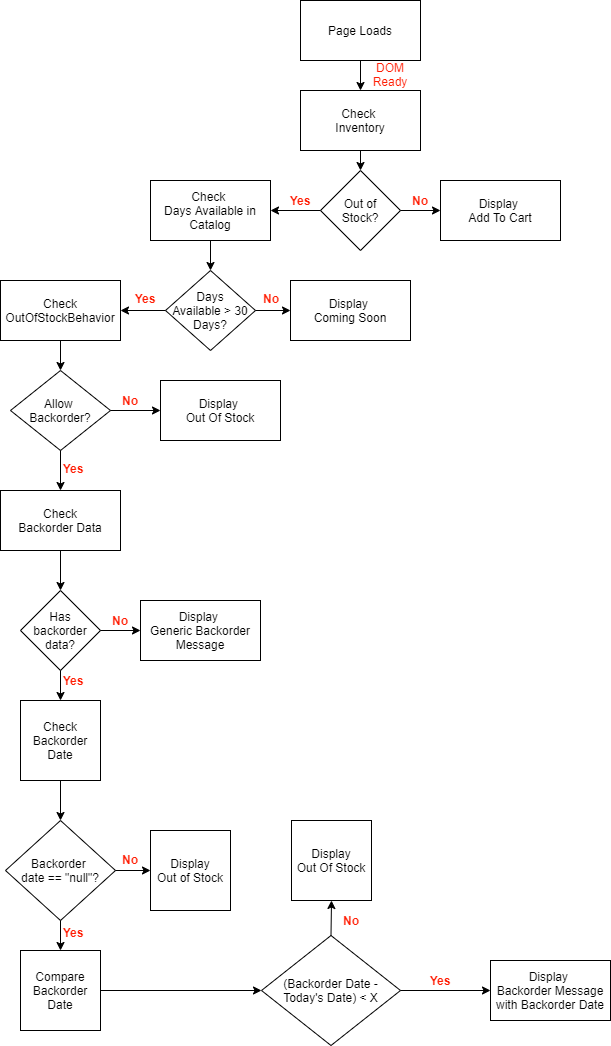 Page Loads
DOM
Ready
Check
Inventory
Out of
Stock?
Yes
No
Check
Days Available in
Catalog
Display
Add To Cart
Days
Available > 30
Days?
Yes
No
Check
OutOfStockBehavior
Display
Coming Soon
Allow
Backorder?
No
Display
Out Of Stock
Yes
Check
Backorder Data
Has
backorder
data?
No
Display
Generic Backorder
Message
Yes
Check
Backorder
Date
Backorder
date == "null"?
No
Display
Out of Stock
Display
Out Of Stock
Yes
No
Compare
Backorder
Date
(Backorder Date -
Today's Date) < X
Yes
Display
Backorder Message
with Backorder Date